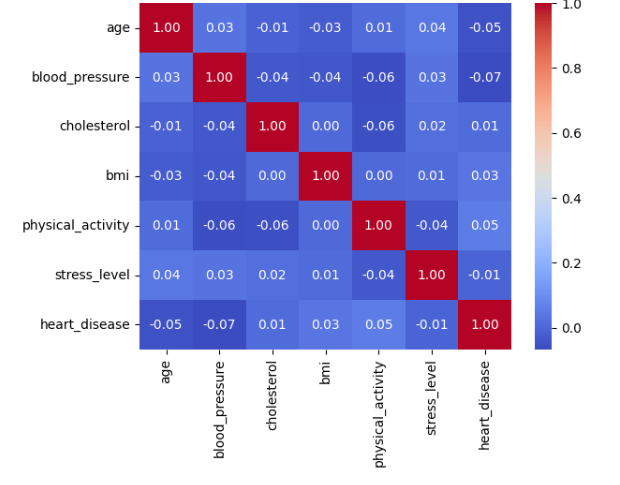 1.0
age 1.00 0.03 -0.01 -0.03 0.01 0.04 -0.05
blood_pressure 0.03 1.00 -0.04 -0.04 -0.06 0.03 -0.07
0.8
cholesterol -0.01 -0.04 1.00 0.00 -0.06 0.02 0.01
0.6
bmi -0.03 -0.04 0.00 1.00 0.00 0.01 0.03
0.4
physical_activity 0.01 -0.06 -0.06 0.00 1.00 -0.04 0.05
0.2
stress_level 0.04 0.03 0.02 0.01 -0.04 1.00 -0.01
heart_disease -0.05 -0.07 0.01 0.03 0.05 -0.01 1.00
0.0
age
blood_pressure
cholesterol
bmi
physical_activity
stress_level
heart_disease